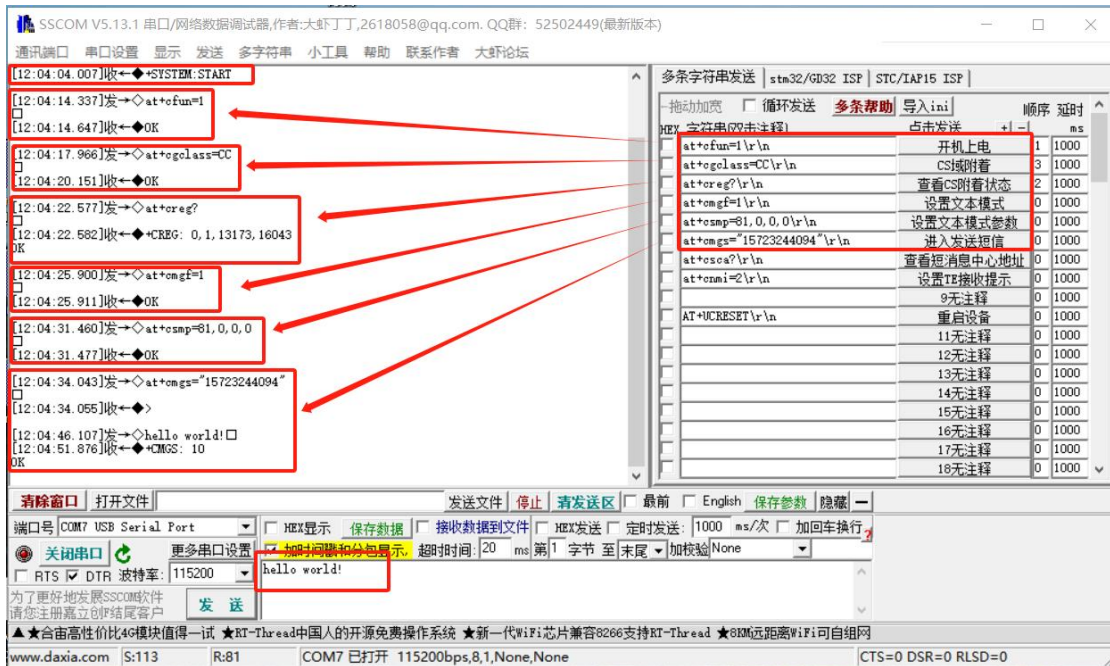 SSCOM V5.13.1 串口/网络数据调试器,作者:大虾丁丁,2618058@qq.com. QQ群: 52502449(最新版本)
通讯端口 串口设置 显示 发送 多字符串 小工具 帮助 联系作者 大虾论坛
[12:04:04.007]收←◆+SYSTEM:START
[12:04:14.337]发→◇at+cfun=1
□
[12:04:14.647]收←◆OK
[12:04:17.966]发→◇at+cgclass=CC
□
[12:04:20.151]收←◆OK
[12:04:22.577]发→◇at+creg?
□
[12:04:22.582]收←◆+CREG: 0,1,13173,16043
OK
[12:04:25.900]发→◇at+cmgf=1
□
[12:04:25.911]收←◆OK
[12:04:31.460]发→◇at+csmp=81,0,0,0
□
[12:04:31.477]收←◆OK
[12:04:34.043]发→◇at+cmgs="15723244094"
□
[12:04:34.055]收←◆>
[12:04:46.107]发→◇hello world!□
[12:04:51.876]收←◆+CMGS: 10
OK
多条字符串发送 stm32/GD32 ISP STC/IAP15 ISP
拖动加宽 循环发送 多条帮助 导入ini 顺序 延时
HEX 字符串(双击注释) 点击发送 + - ms
at+cfun=1\r\n 开机上电 1 1000
at+cgclass=CC\r\n CS域附着 3 1000
at+creg?\r\n 查看CS附着状态 2 1000
at+cmgf=1\r\n 设置文本模式 0 1000
at+csmp=81,0,0,0\r\n 设置文本模式参数 0 1000
at+cmgs="15723244094"\r\n 进入发送短信 0 1000
at+csca?\r\n 查看短消息中心地址 0 1000
at+cnmi=2\r\n 设置TE接收提示 0 1000
9无注释 0 1000
AT+UCRESET\r\n 重启设备 0 1000
11无注释 0 1000
12无注释 0 1000
13无注释 0 1000
14无注释 0 1000
15无注释 0 1000
16无注释 0 1000
17无注释 0 1000
18无注释 0 1000
清除窗口 打开文件 发送文件 停止 清发送区 最前 English 保存参数 隐藏 —
端口号 COM7 USB Serial Port HEX显示 保存数据 接收数据到文件 HEX发送 定时发送: 1000 ms/次 加回车换行
关闭串口 更多串口设置 加时间戳和分包显示, 超时时间: 20 ms 第1 字节 至 末尾 加校验 None
RTS DTR 波特率: 115200 hello world!
为了更好地发展SSCOM软件
请您注册嘉立创F结尾客户 发 送
▲★合宙高性价比4G模块值得一试 ★RT-Thread中国人的开源免费操作系统 ★新一代WiFi芯片兼容8266支持RT-Thread ★8KM远距离WiFi可自组网
www.daxia.com S:113 R:81 COM7 已打开 115200bps,8,1,None,None CTS=0 DSR=0 RLSD=0